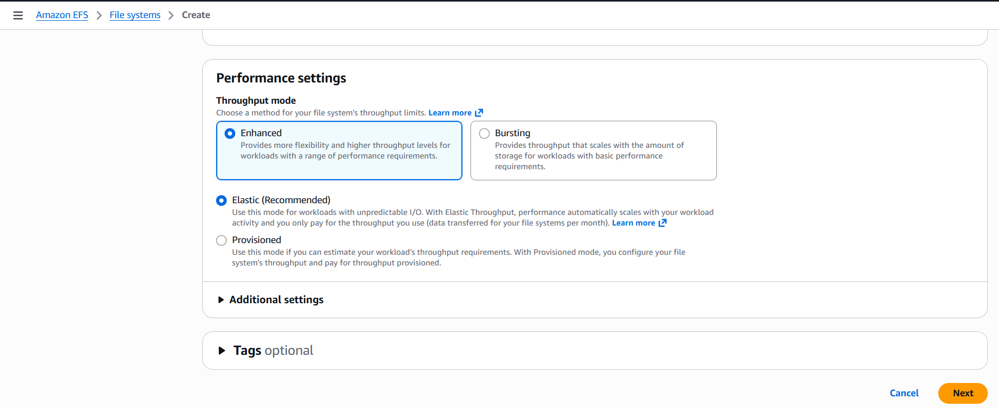 Amazon EFS > File systems > Create
Performance settings
Throughput mode
Choose a method for your file system's throughput limits. Learn more
Enhanced
Provides more flexibility and higher throughput levels for
workloads with a range of performance requirements.
Bursting
Provides throughput that scales with the amount of
storage for workloads with basic performance
requirements.
Elastic (Recommended)
Use this mode for workloads with unpredictable I/O. With Elastic Throughput, performance automatically scales with your workload
activity and you only pay for the throughput you use (data transferred for your file systems per month). Learn more
Provisioned
Use this mode if you can estimate your workload's throughput requirements. With Provisioned mode, you configure your file
system's throughput and pay for throughput provisioned.
Additional settings
Tags optional
Cancel
Next